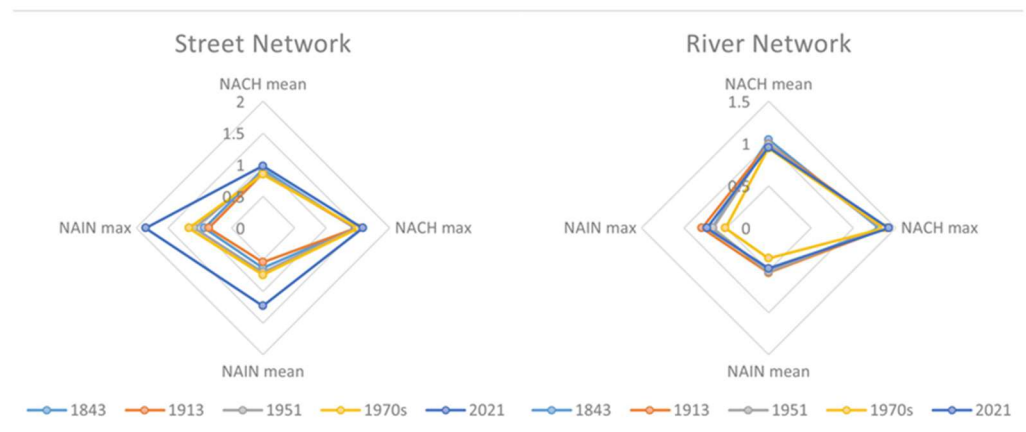 Street Network
NACH mean
2
1.5
1
0.5
0
NAIN max
NACH max
NAIN mean
1843 1913 1951 1970s 2021
River Network
NACH mean
1.5
1
0.5
0
NAIN max
NACH max
NAIN mean
1843 1913 1951 1970s 2021